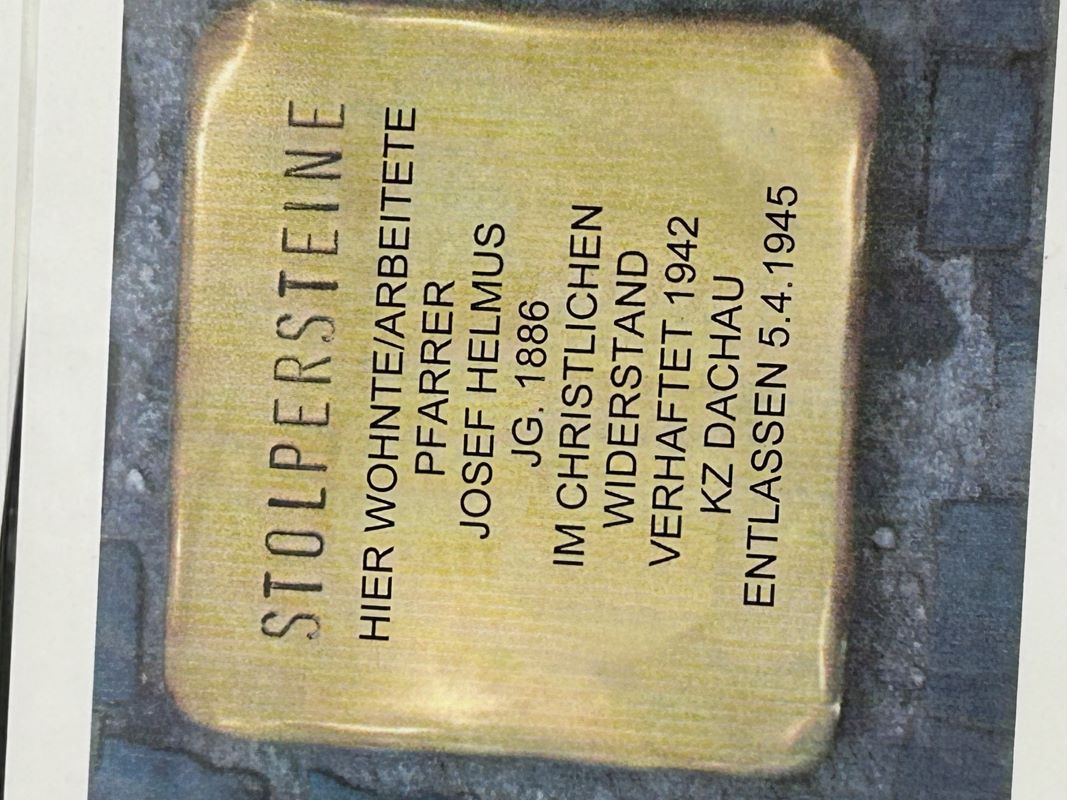 STOLPERSTEINE
HIER WOHNTE/ARBEITETE
PFARRER
JOSEF HELMUS
JG. 1886
IM CHRISTLICHEN
WIDERSTAND
VERHAFTET 1942
KZ DACHAU
ENTLASSEN 5.4.1945